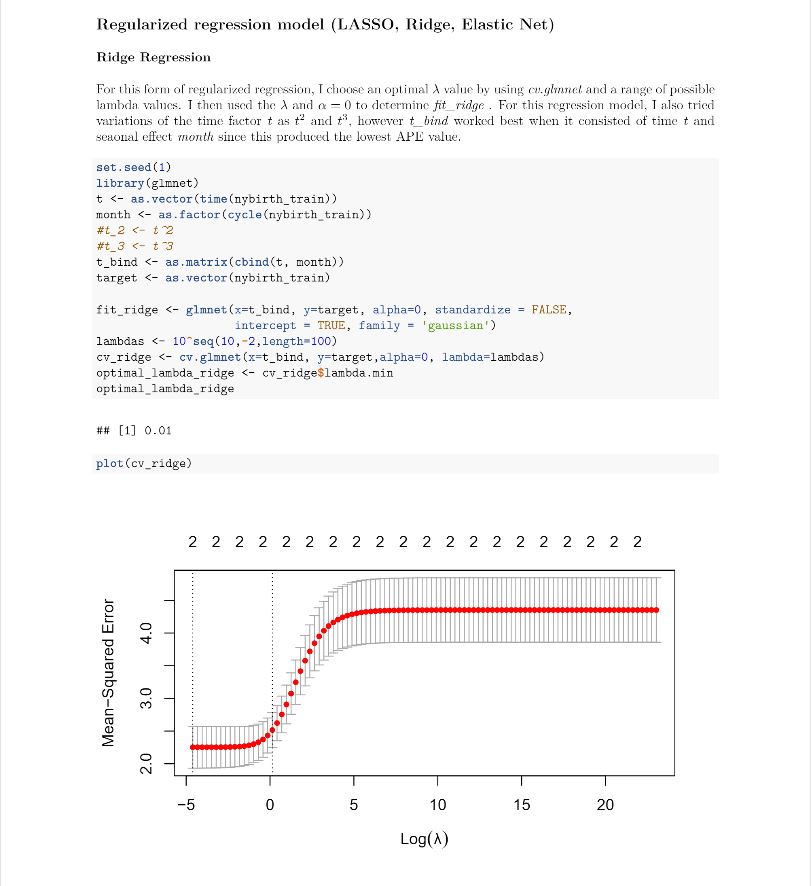 Regularized regression model (LASSO, Ridge, Elastic Net)
Ridge Regression
For this form of regularized regression, I choose an optimal λ value by using cv.glmnet and a range of possible
lambda values. I then used the λ and α = 0 to determine fit_ridge . For this regression model, I also tried
variations of the time factor t as t² and t³, however t_bind worked best when it consisted of time t and
seaonal effect month since this produced the lowest APE value.
set.seed(1)
library(glmnet)
t <- as.vector(time(nybirth_train))
month <- as.factor(cycle(nybirth_train))
#t_2 <- t^2
#t_3 <- t^3
t_bind <- as.matrix(cbind(t, month))
target <- as.vector(nybirth_train)
fit_ridge <- glmnet(x=t_bind, y=target, alpha=0, standardize = FALSE,
intercept = TRUE, family = 'gaussian')
lambdas <- 10^seq(10,-2,length=100)
cv_ridge <- cv.glmnet(x=t_bind, y=target,alpha=0, lambda=lambdas)
optimal_lambda_ridge <- cv_ridge$lambda.min
optimal_lambda_ridge
## [1] 0.01
plot(cv_ridge)
2 2 2 2 2 2 2 2 2 2 2 2 2 2 2 2 2 2 2 2
Mean−Squared Error
4.0
3.0
2.0
−5 0 5 10 15 20
Log(λ)